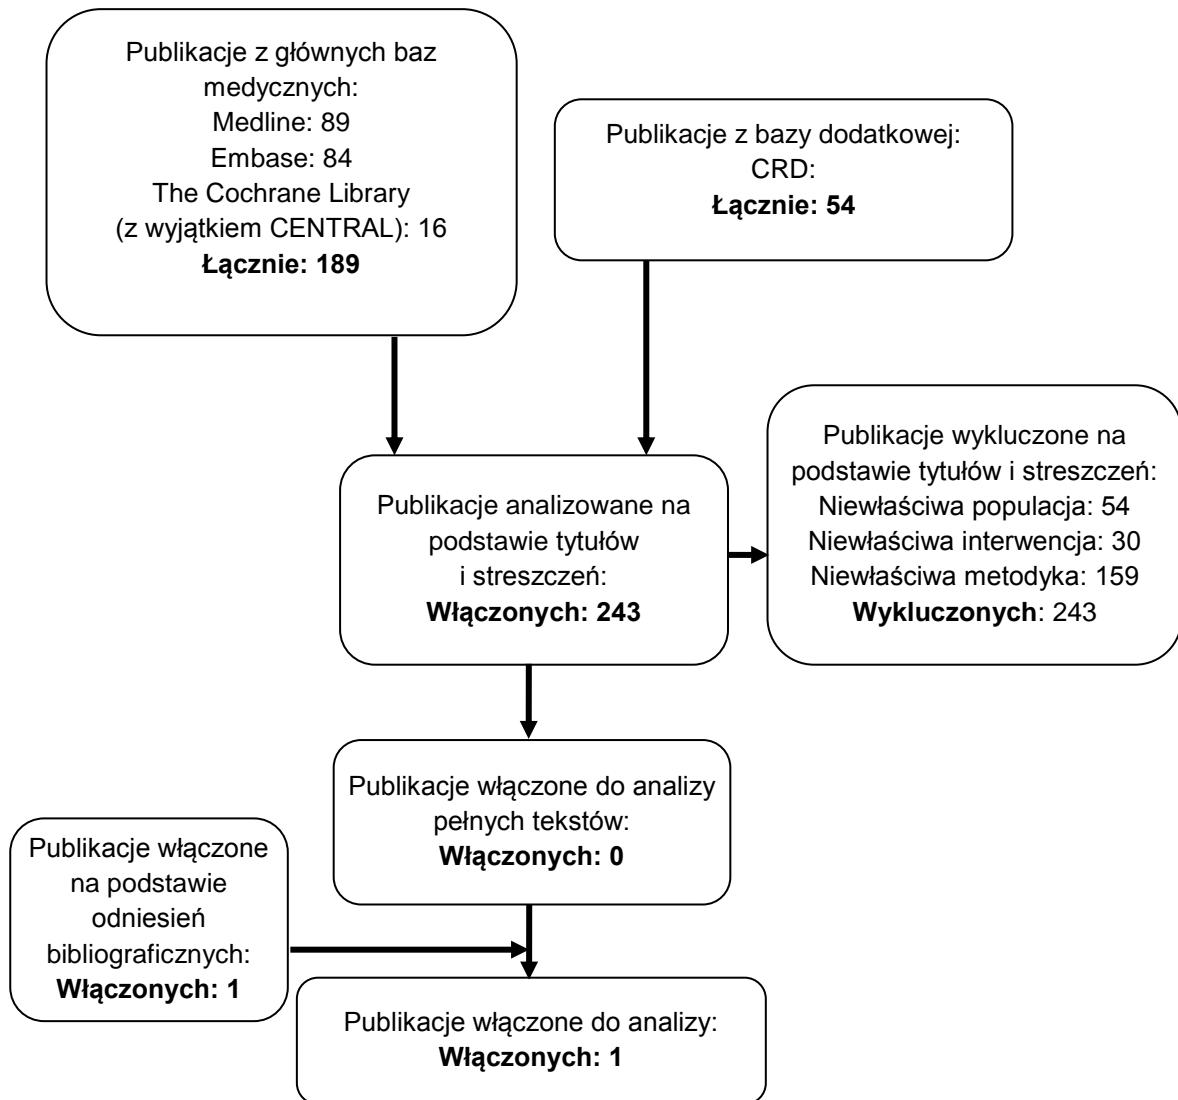 Publikacje z głównych baz
medycznych:
Medline: 89
Embase: 84
The Cochrane Library
(z wyjątkiem CENTRAL): 16
Łącznie: 189
Publikacje z bazy dodatkowej:
CRD:
Łącznie: 54
Publikacje analizowane na
podstawie tytułów
i streszczeń:
Włączonych: 243
Publikacje wykluczone na
podstawie tytułów i streszczeń:
Niewłaściwa populacja: 54
Niewłaściwa interwencja: 30
Niewłaściwa metodyka: 159
Wykluczonych: 243
Publikacje włączone do analizy
pełnych tekstów:
Włączonych: 0
Publikacje włączone
na podstawie
odniesień
bibliograficznych:
Włączonych: 1
Publikacje włączone do analizy:
Włączonych: 1